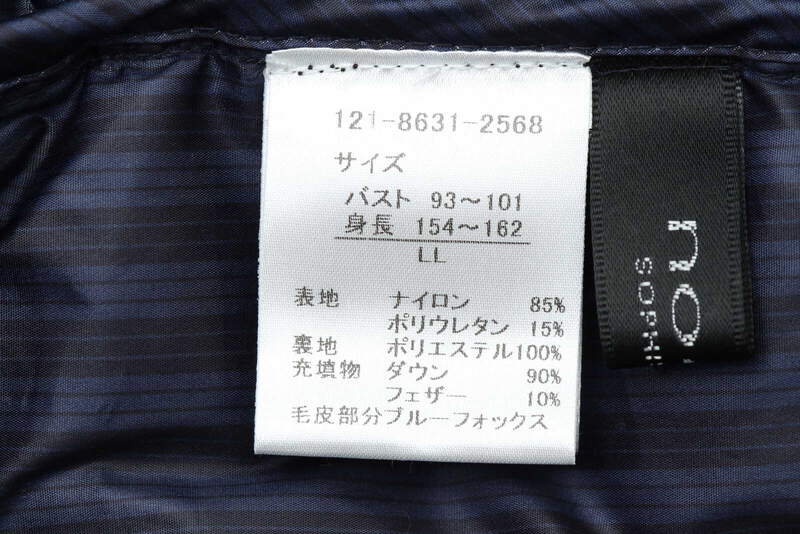 121-8631-2568
サイズ
バスト 93～101
身長 154～162
LL
表地 ナイロン 85%
ポリウレタン 15%
裏地 ポリエステル100%
充填物 ダウン 90%
フェザー 10%
毛皮部分ブルーフォックス